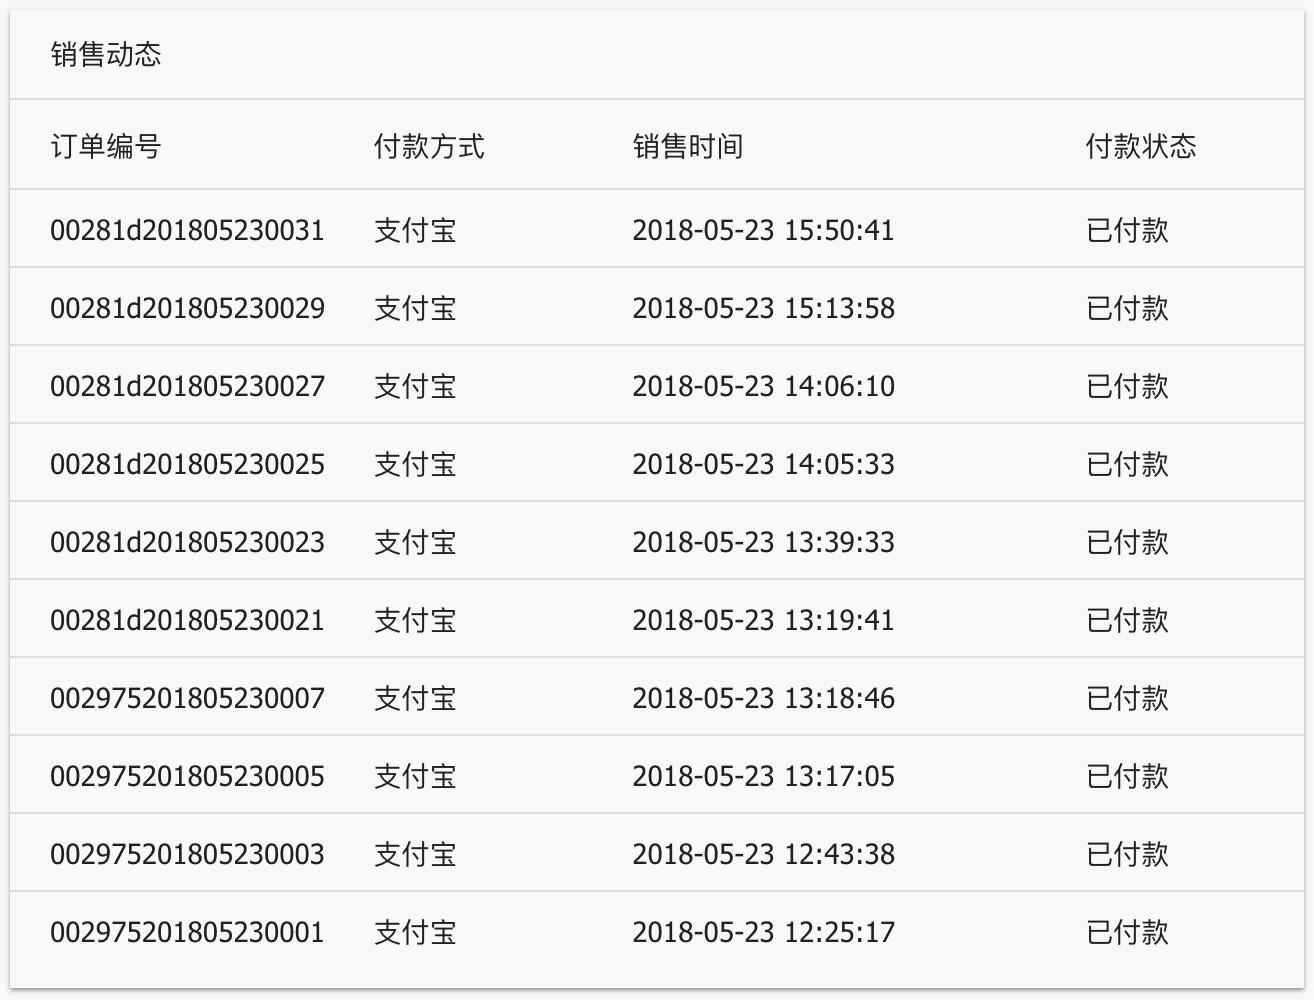 销售动态
订单编号 付款方式 销售时间 付款状态
00281d201805230031 支付宝 2018-05-23 15:50:41 已付款
00281d201805230029 支付宝 2018-05-23 15:13:58 已付款
00281d201805230027 支付宝 2018-05-23 14:06:10 已付款
00281d201805230025 支付宝 2018-05-23 14:05:33 已付款
00281d201805230023 支付宝 2018-05-23 13:39:33 已付款
00281d201805230021 支付宝 2018-05-23 13:19:41 已付款
002975201805230007 支付宝 2018-05-23 13:18:46 已付款
002975201805230005 支付宝 2018-05-23 13:17:05 已付款
002975201805230003 支付宝 2018-05-23 12:43:38 已付款
002975201805230001 支付宝 2018-05-23 12:25:17 已付款